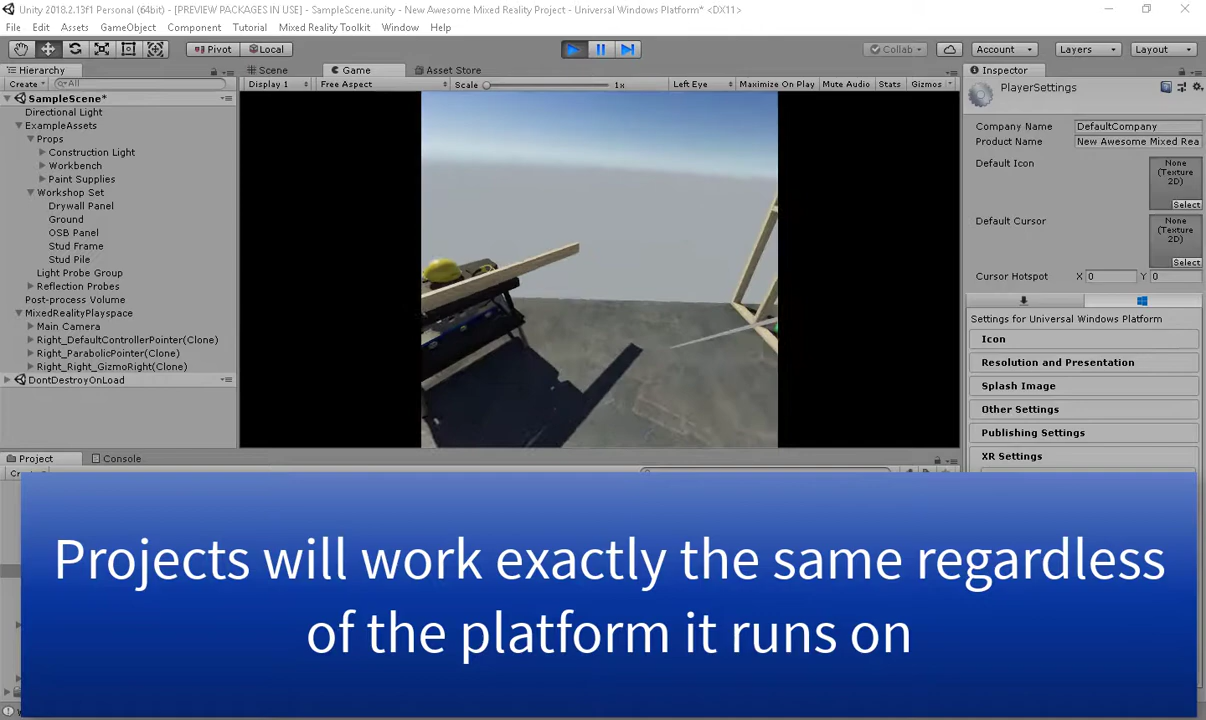 Unity 2018.2.13f1 Personal (64bit) - [PREVIEW PACKAGES IN USE] - SampleScene.unity - New Awesome Mixed Reality Project - Universal Windows Platform* <DX11>
File Edit Assets GameObject Component Tutorial Mixed Reality Toolkit Window Help
Pivot Local Collab Account Layers Layout
Hierarchy Scene Game Asset Store Inspector
Create All Display 1 Free Aspect Scale 1x Left Eye Maximize On Play Mute Audio Stats Gizmos PlayerSettings
SampleScene*
Directional Light
ExampleAssets
Props
Construction Light
Workbench
Paint Supplies
Workshop Set
Drywall Panel
Ground
OSB Panel
Stud Frame
Stud Pile
Light Probe Group
Reflection Probes
Post-process Volume
MixedRealityPlayspace
Main Camera
Right_DefaultControllerPointer(Clone)
Right_ParabolicPointer(Clone)
Right_Right_GizmoRight(Clone)
DontDestroyOnLoad
Company Name DefaultCompany
Product Name New Awesome Mixed Rea
Default Icon
None
(Texture
2D)
Select
Default Cursor
None
(Texture
2D)
Select
Cursor Hotspot X 0 Y 0
Settings for Universal Windows Platform
Icon
Resolution and Presentation
Splash Image
Other Settings
Publishing Settings
XR Settings
Project Console
Projects will work exactly the same regardless
of the platform it runs on